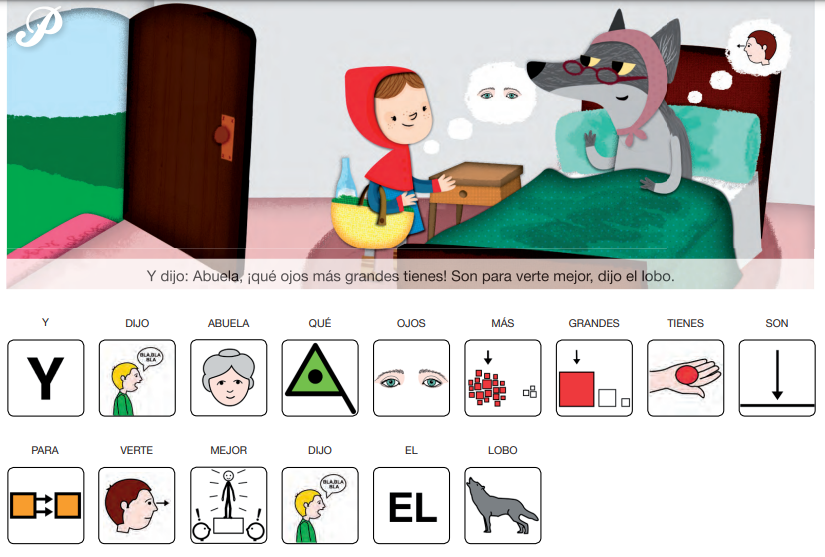 P
Y dijo: Abuela, ¡qué ojos más grandes tienes! Son para verte mejor, dijo el lobo.
Y DIJO ABUELA QUÉ OJOS MÁS GRANDES TIENES SON
Y BLA,BLA BLA
PARA VERTE MEJOR DIJO EL LOBO
! BLA,BLA BLA EL !